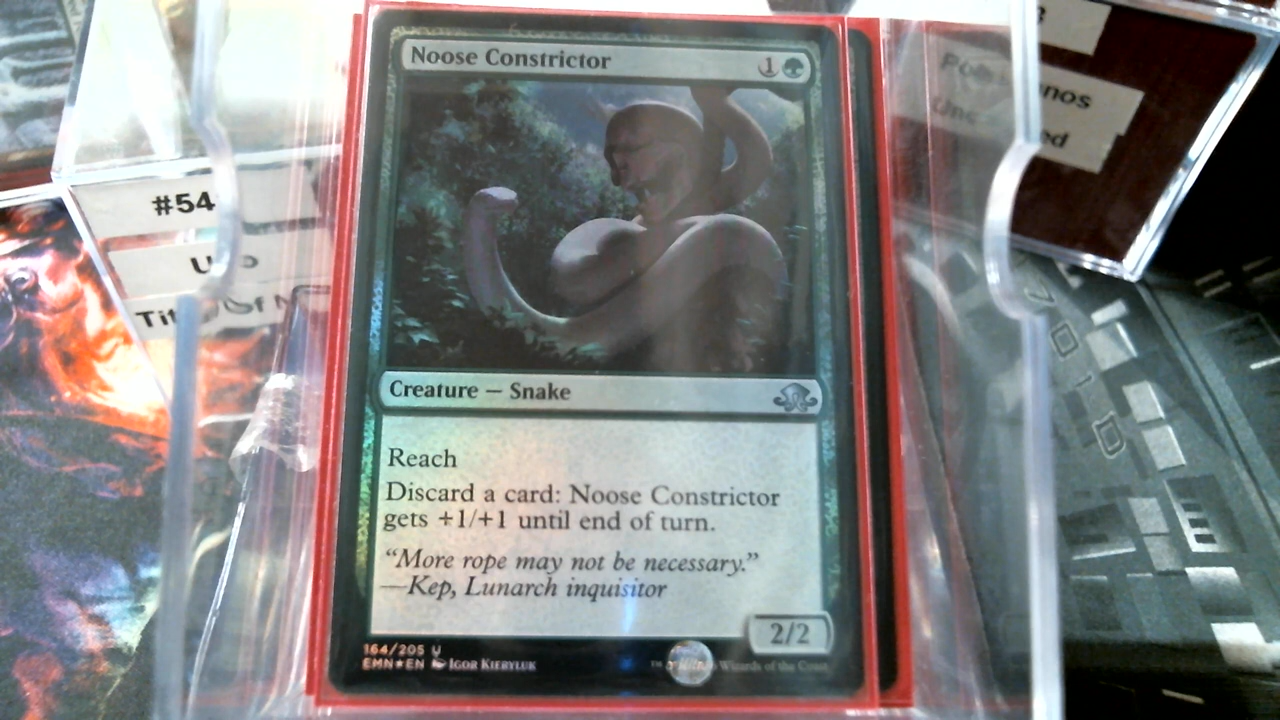 Noose Constrictor 1
Creature — Snake
Reach
Discard a card: Noose Constrictor
gets +1/+1 until end of turn.
“More rope may not be necessary.”
—Kep, Lunarch inquisitor
2/2
164/205 U
EMN★EN Igor Kieryluk
Wizards of the Coast
#54